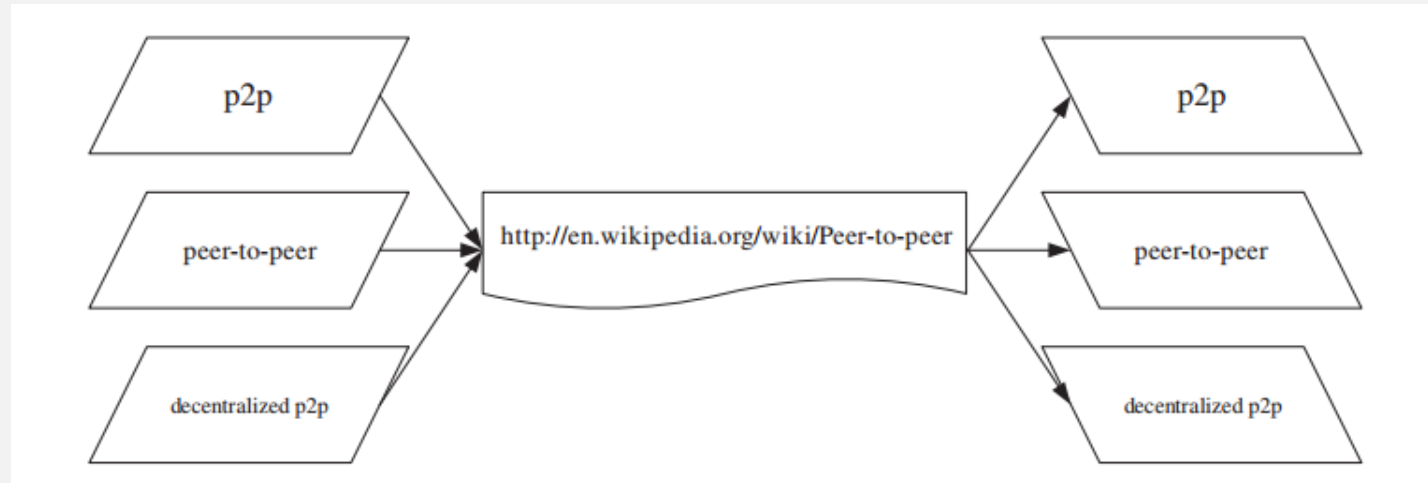 p2p
peer-to-peer
decentralized p2p
http://en.wikipedia.org/wiki/Peer-to-peer
p2p
peer-to-peer
decentralized p2p